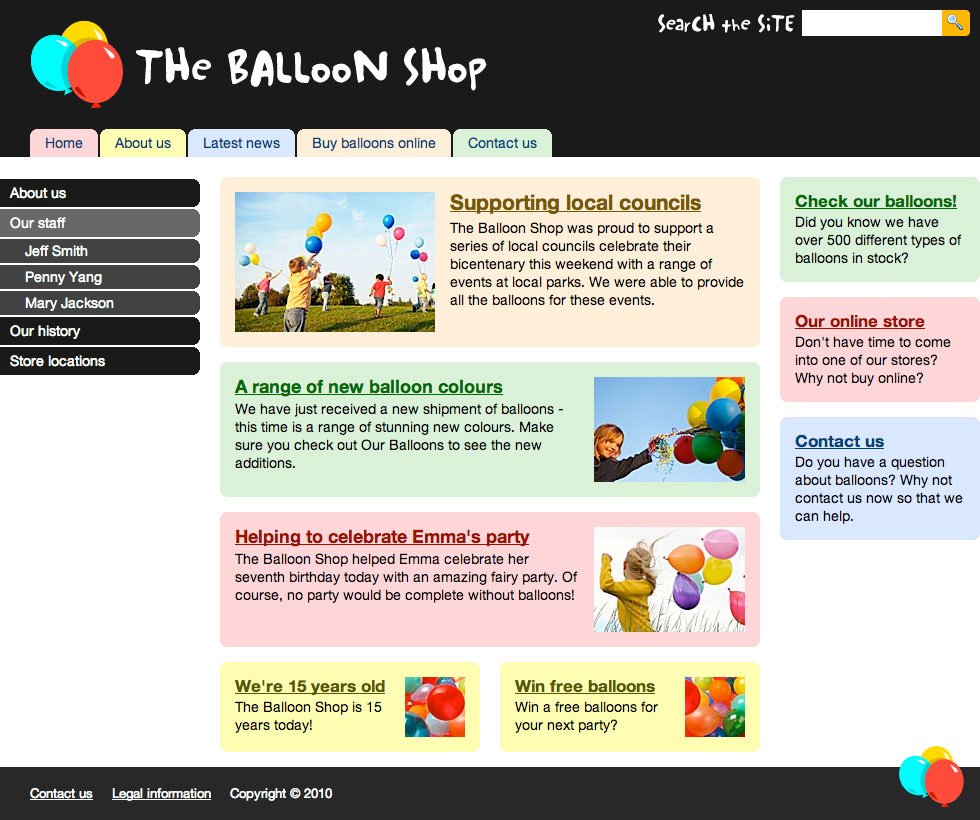 SearCH the SiTE
THe BALLooN SHop
Home
About us
Latest news
Buy balloons online
Contact us
About us
Our staff
Jeff Smith
Penny Yang
Mary Jackson
Our history
Store locations
Supporting local councils
The Balloon Shop was proud to support a
series of local councils celebrate their
bicentenary this weekend with a range of
events at local parks. We were able to provide
all the balloons for these events.
A range of new balloon colours
We have just received a new shipment of balloons -
this time is a range of stunning new colours. Make
sure you check out Our Balloons to see the new
additions.
Helping to celebrate Emma's party
The Balloon Shop helped Emma celebrate her
seventh birthday today with an amazing fairy party. Of
course, no party would be complete without balloons!
We're 15 years old
The Balloon Shop is 15
years today!
Win free balloons
Win a free balloons for
your next party?
Check our balloons!
Did you know we have
over 500 different types of
balloons in stock?
Our online store
Don't have time to come
into one of our stores?
Why not buy online?
Contact us
Do you have a question
about balloons? Why not
contact us now so that we
can help.
Contact us
Legal information
Copyright © 2010